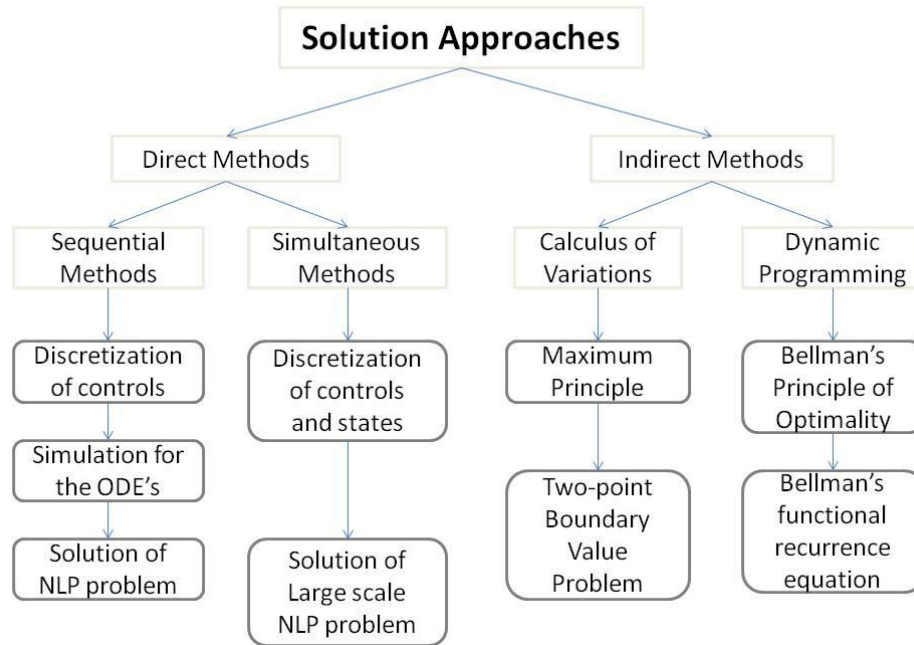 Solution Approaches
Direct Methods
Indirect Methods
Sequential
Methods
Simultaneous
Methods
Calculus of
Variations
Dynamic
Programming
Discretization
of controls
Discretization
of controls
and states
Maximum
Principle
Bellman's
Principle of
Optimality
Simulation for
the ODE's
Solution of
NLP problem
Solution of
Large scale
NLP problem
Two-point
Boundary
Value
Problem
Bellman's
functional
recurrence
equation